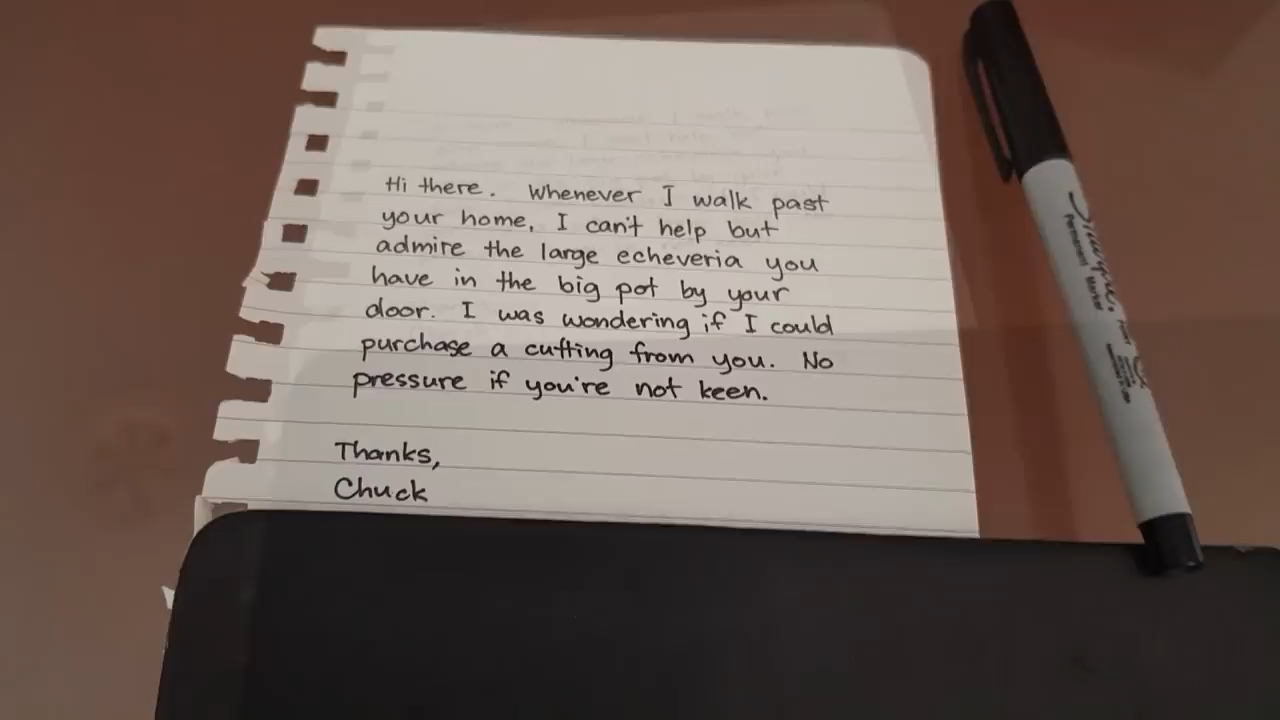 Hi there. Whenever I walk past
your home, I can't help but
admire the large echeveria you
have in the big pot by your
door. I was wondering if I could
purchase a cutting from you. No
pressure if you're not keen.
Thanks,
Chuck
Sharpie.
Permanent Marker